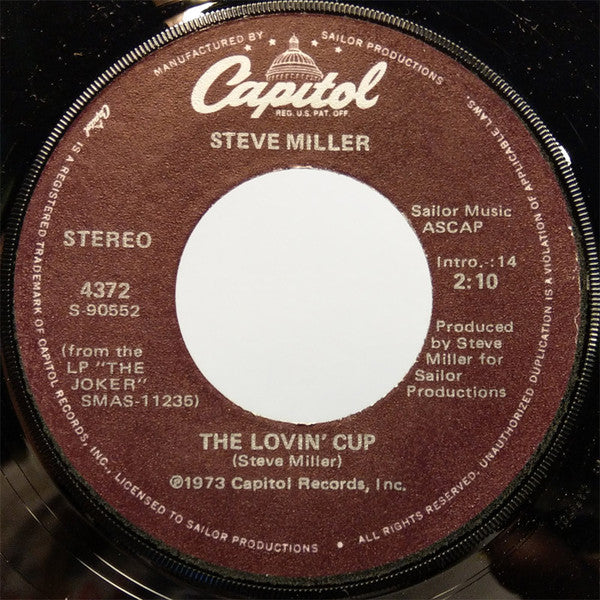 MANUFACTURED BY SAILOR PRODUCTIONS
Capitol
REG. U.S. PAT. OFF.
STEVE MILLER
STEREO
4372
S-90552
(from the
LP "THE
JOKER"
SMAS-11235)
Sailor Music
ASCAP
Intro.-:14
2:10
Produced
by Steve
Miller for
Sailor
Productions
THE LOVIN' CUP
(Steve Miller)
℗1973 Capitol Records, Inc.
Capitol IS A REGISTERED TRADEMARK OF CAPITOL RECORDS, INC., LICENSED TO SAILOR PRODUCTIONS • ALL RIGHTS RESERVED. UNAUTHORIZED DUPLICATION IS A VIOLATION OF APPLICABLE LAWS.